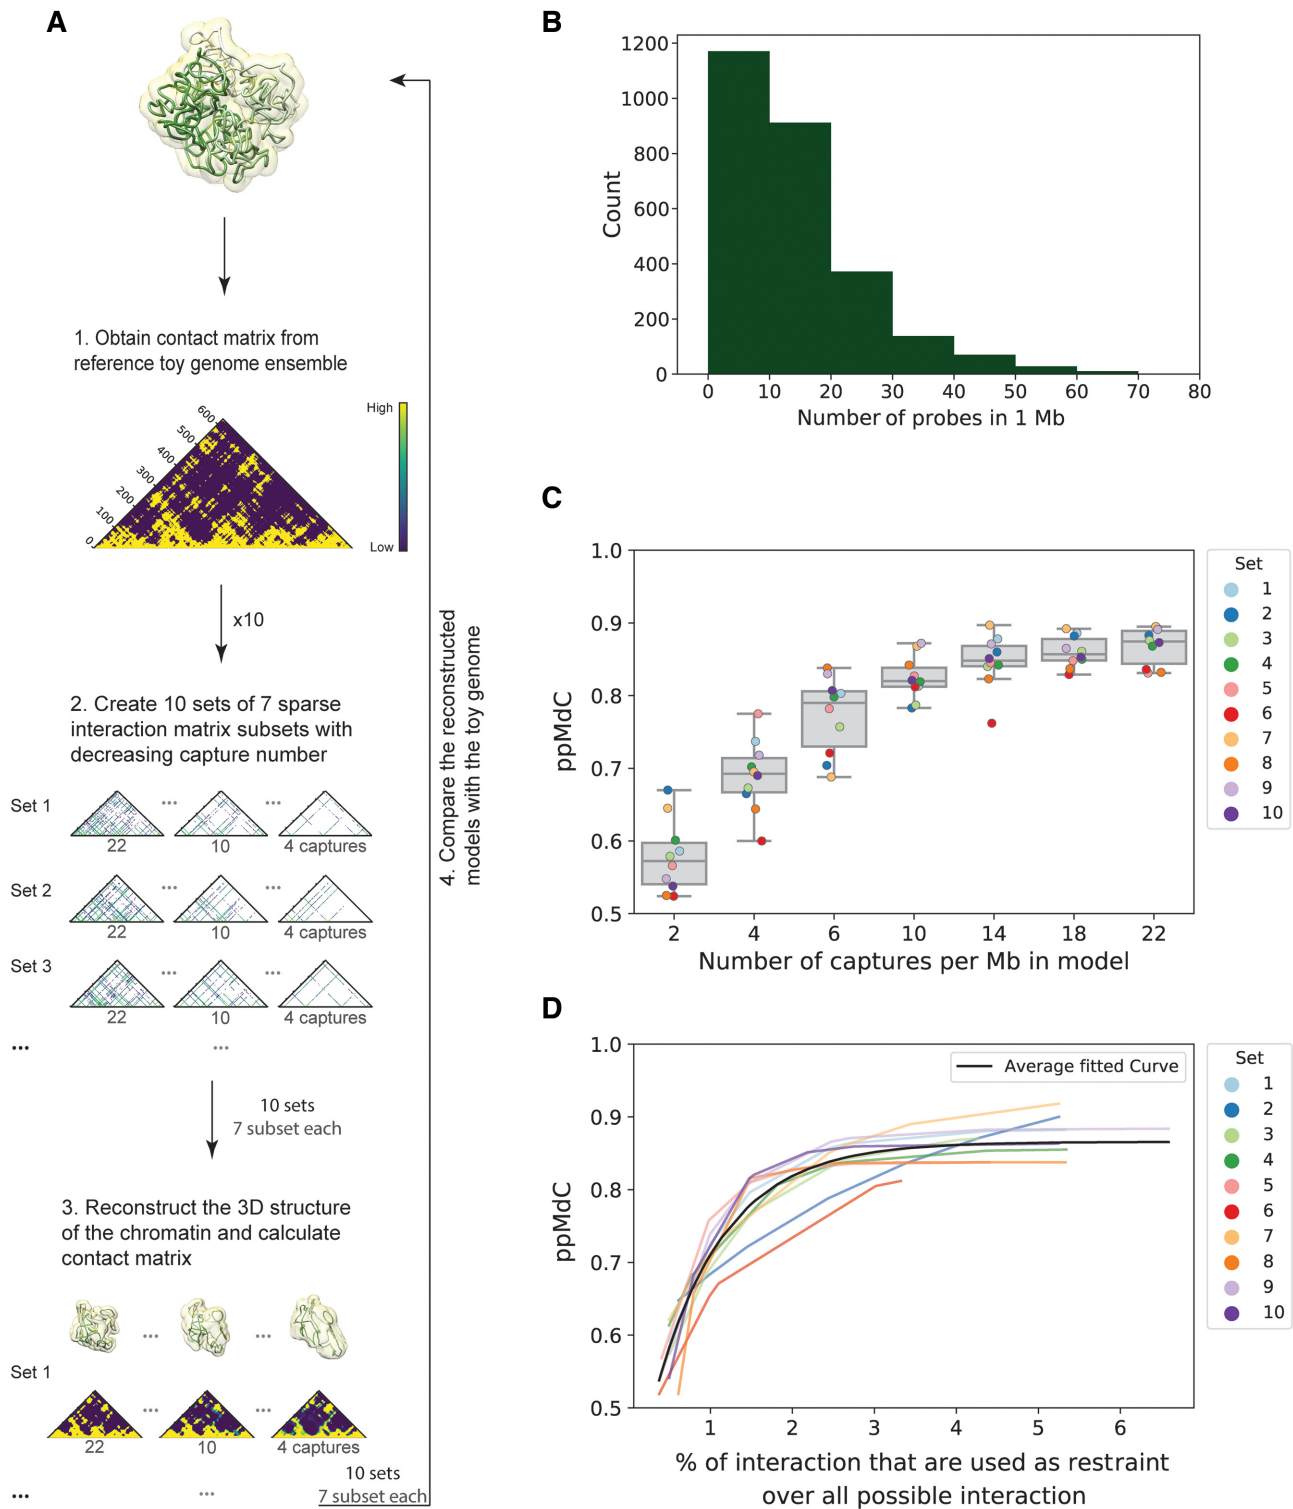 A
1. Obtain contact matrix from
reference toy genome ensemble
600
500
400
300
200
100
0
High
Low
x10
2. Create 10 sets of 7 sparse
interaction matrix subsets with
decreasing capture number
Set 1
... ...
22 10 4 captures
Set 2
... ...
22 10 4 captures
Set 3
... ...
22 10 4 captures
... ...
10 sets
7 subset each
3. Reconstruct the 3D structure
of the chromatin and calculate
contact matrix
... ...
Set 1
... ...
22 10 4 captures
10 sets
7 subset each
... ...
4. Compare the reconstructed
models with the toy genome
B
1200
1000
800
600
400
200
0
Count
0 10 20 30 40 50 60 70 80
Number of probes in 1 Mb
C
1.0
0.9
0.8
0.7
0.6
0.5
ppMdC
2 4 6 10 14 18 22
Number of captures per Mb in model
Set
1
2
3
4
5
6
7
8
9
10
D
1.0
0.9
0.8
0.7
0.6
0.5
ppMdC
Average fitted Curve
1 2 3 4 5 6
% of interaction that are used as restraint
over all possible interaction
Set
1
2
3
4
5
6
7
8
9
10